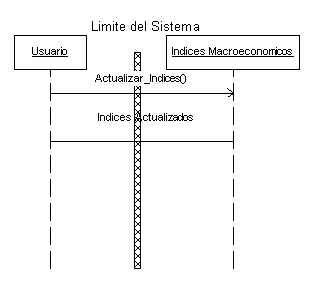 Limite del Sistema
Usuario
Indices Macroeconomicos
Actualizar_Indices()
Indices Actualizados